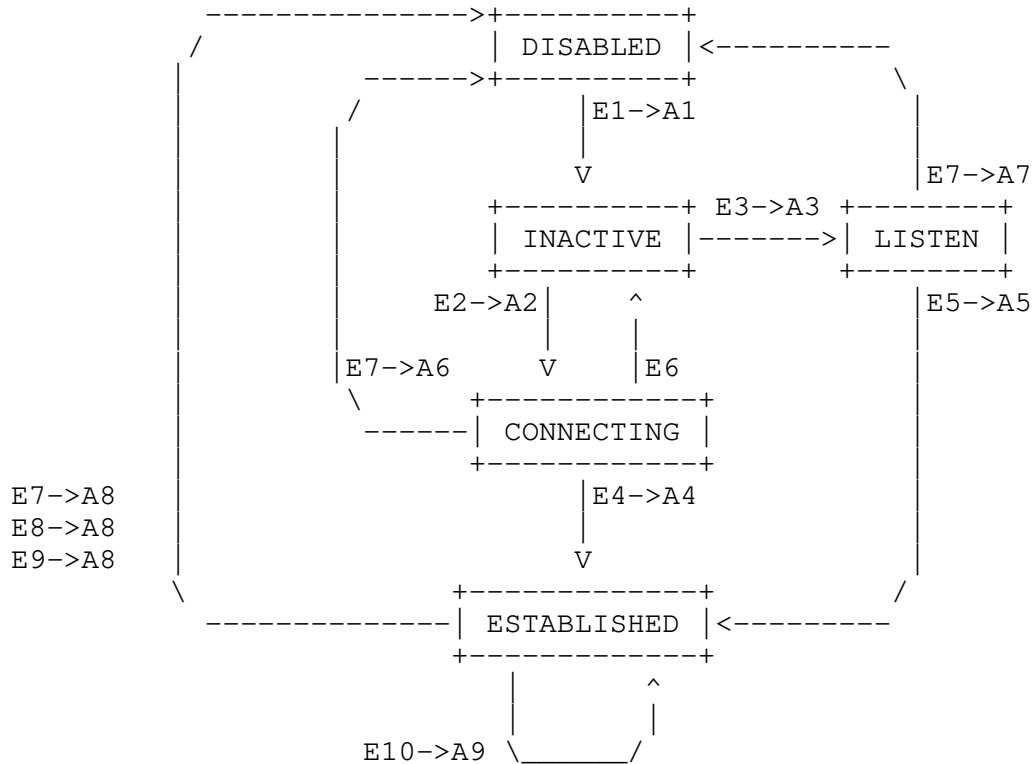 DISABLED
E1->A1
E7->A7
E3->A3
INACTIVE
LISTEN
E2->A2
E5->A5
E7->A6
E6
CONNECTING
E7->A8
E4->A4
E8->A8
E9->A8
ESTABLISHED
E10->A9